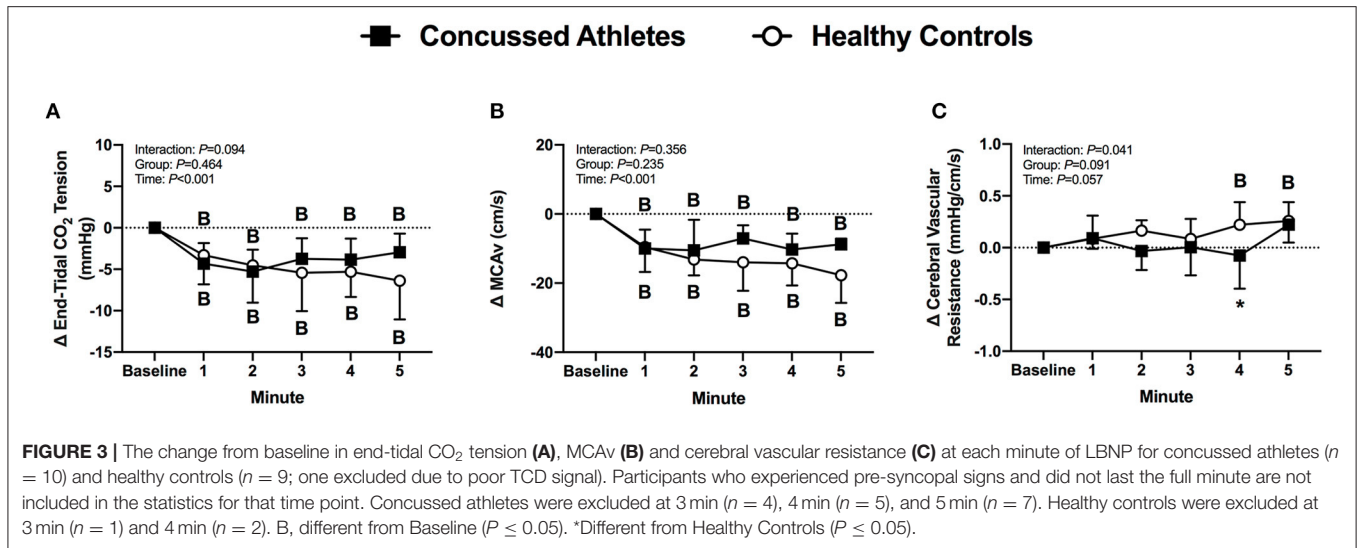 Concussed Athletes Healthy Controls
A
Δ End-Tidal CO₂ Tension
(mmHg)
10
5
0
-5
-10
-15
Interaction: P=0.094
Group: P=0.464
Time: P<0.001
B
B
B
B
B
B
B
B
B
B
Baseline 1 2 3 4 5
Minute
B
Δ MCAv (cm/s)
20
0
-20
-40
Interaction: P=0.356
Group: P=0.235
Time: P<0.001
B
B
B
B
B
B
B
B
B
B
Baseline 1 2 3 4 5
Minute
C
Δ Cerebral Vascular
Resistance (mmHg/cm/s)
1.0
0.5
0.0
-0.5
-1.0
Interaction: P=0.041
Group: P=0.091
Time: P=0.057
B
B
*
Baseline 1 2 3 4 5
Minute
FIGURE 3 | The change from baseline in end-tidal CO₂ tension (A), MCAv (B) and cerebral vascular resistance (C) at each minute of LBNP for concussed athletes (n
= 10) and healthy controls (n = 9; one excluded due to poor TCD signal). Participants who experienced pre-syncopal signs and did not last the full minute are not
included in the statistics for that time point. Concussed athletes were excluded at 3 min (n = 4), 4 min (n = 5), and 5 min (n = 7). Healthy controls were excluded at
3 min (n = 1) and 4 min (n = 2). B, different from Baseline (P ≤ 0.05). *Different from Healthy Controls (P ≤ 0.05).